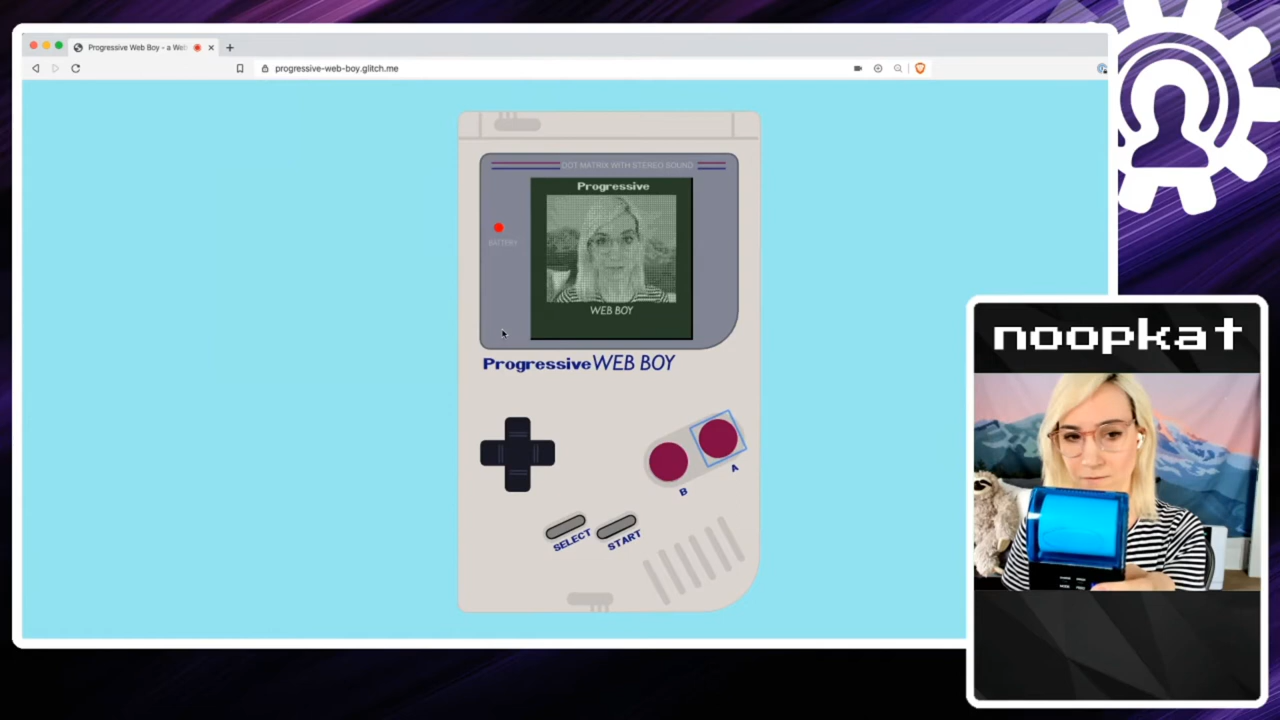 Progressive Web Boy - a Web
progressive-web-boy.glitch.me
DOT MATRIX WITH STEREO SOUND
Progressive
BATTERY
WEB BOY
Progressive WEB BOY
B
A
SELECT
START
noopkat